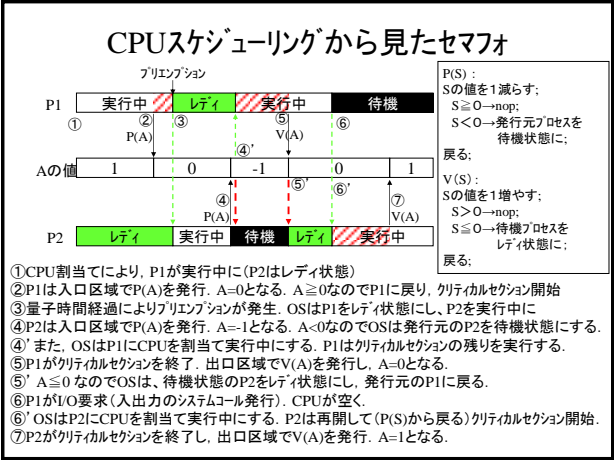 CPUスケジューリングから見たセマフォ
プリエンプション
P1 実行中 レディ 実行中 待機
① ② ③ ⑤ ⑥
P(A) V(A)
④’
Aの値 1 0 -1 0 1
⑤’ ⑥’
④ ⑦
P(A) V(A)
P2 レディ 実行中 待機 レディ 実行中
P(S) :
Sの値を1減らす;
S≧0→nop;
S<0→発行元プロセスを
待機状態に;
戻る;
V(S) :
Sの値を1増やす;
S>0→nop;
S≦0→待機プロセスを
レディ状態に;
戻る;
①CPU割当てにより, P1が実行中に(P2はレディ状態)
②P1は入口区域でP(A)を発行. A=0となる. A≧0なのでP1に戻り, クリティカルセクション開始
③量子時間経過によりプリエンプションが発生. OSはP1をレディ状態にし、P2を実行中に
④P2は入口区域でP(A)を発行. A=-1となる. A<0なのでOSは発行元のP2を待機状態にする.
④’また, OSはP1にCPUを割当て実行中にする. P1はクリティカルセクションの残りを実行する.
⑤P1がクリティカルセクションを終了. 出口区域でV(A)を発行し, A=0となる.
⑤’ A≦0 なのでOSは、待機状態のP2をレディ状態にし, 発行元のP1に戻る.
⑥P1がI/O要求(入出力のシステムコール発行). CPUが空く.
⑥’OSはP2にCPUを割当て実行中にする. P2は再開して(P(S)から戻る)クリティカルセクション開始.
⑦P2がクリティカルセクションを終了し, 出口区域でV(A)を発行. A=1となる.